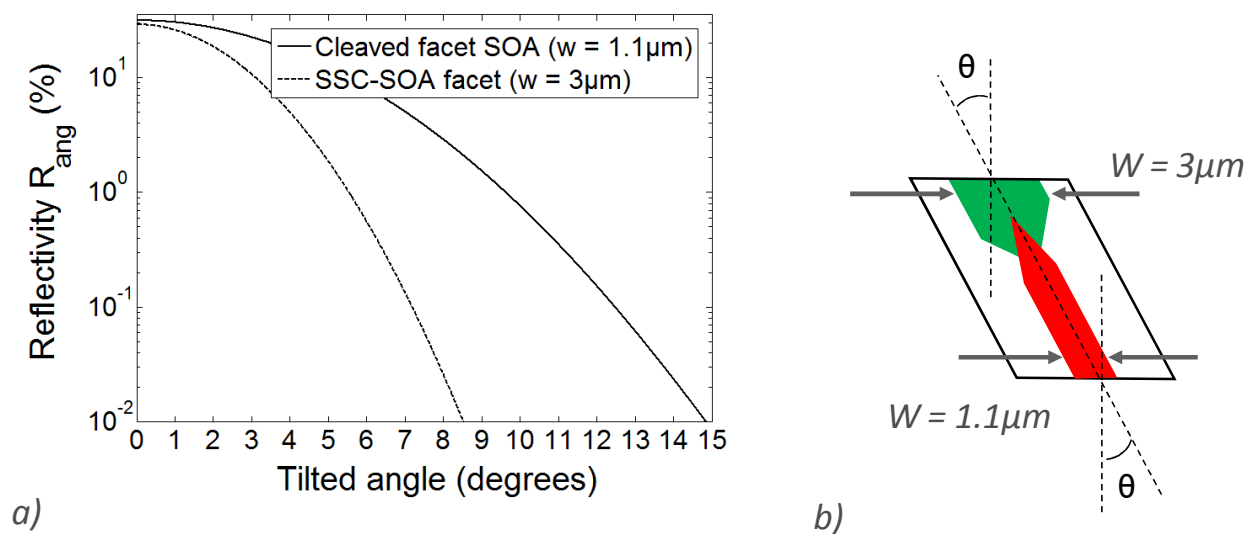 Reflectivity R_ang (%)
10^1
10^0
10^-1
10^-2
Cleaved facet SOA (w = 1.1µm)
SSC-SOA facet (w = 3µm)
0 1 2 3 4 5 6 7 8 9 10 11 12 13 14 15
Tilted angle (degrees)
a)
θ
W = 3µm
W = 1.1µm
θ
b)